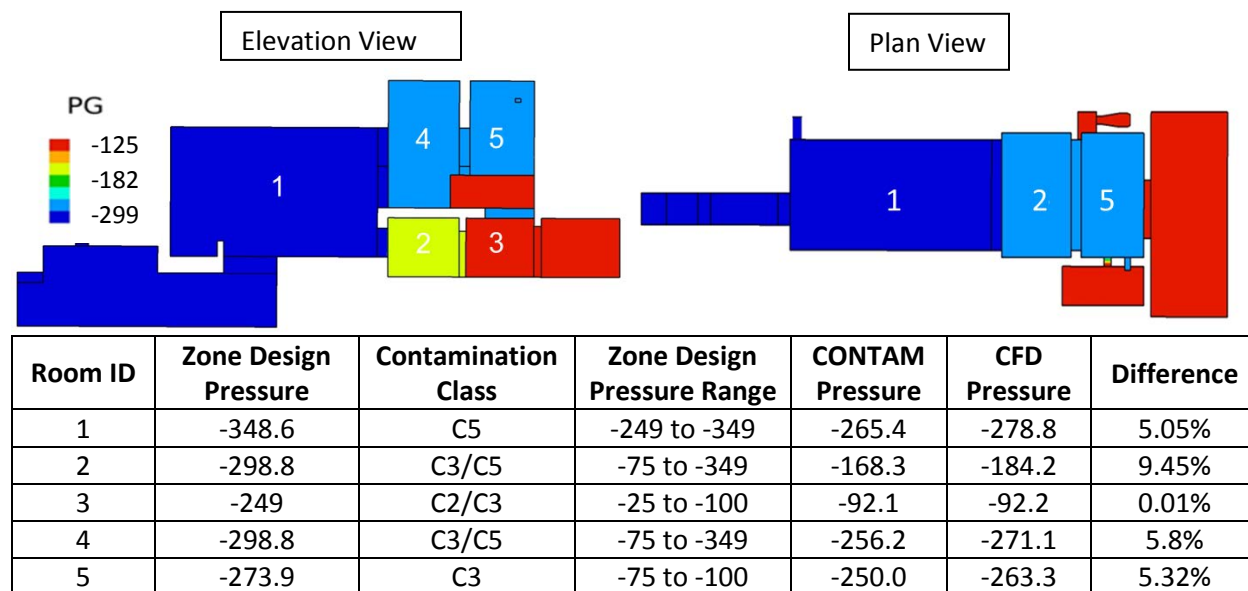 Elevation View
Plan View
PG
-125
-182
-299
1
4
5
2
3
1
2
5
Room ID Zone Design Pressure Contamination Class Zone Design Pressure Range CONTAM Pressure CFD Pressure Difference
1 -348.6 C5 -249 to -349 -265.4 -278.8 5.05%
2 -298.8 C3/C5 -75 to -349 -168.3 -184.2 9.45%
3 -249 C2/C3 -25 to -100 -92.1 -92.2 0.01%
4 -298.8 C3/C5 -75 to -349 -256.2 -271.1 5.8%
5 -273.9 C3 -75 to -100 -250.0 -263.3 5.32%